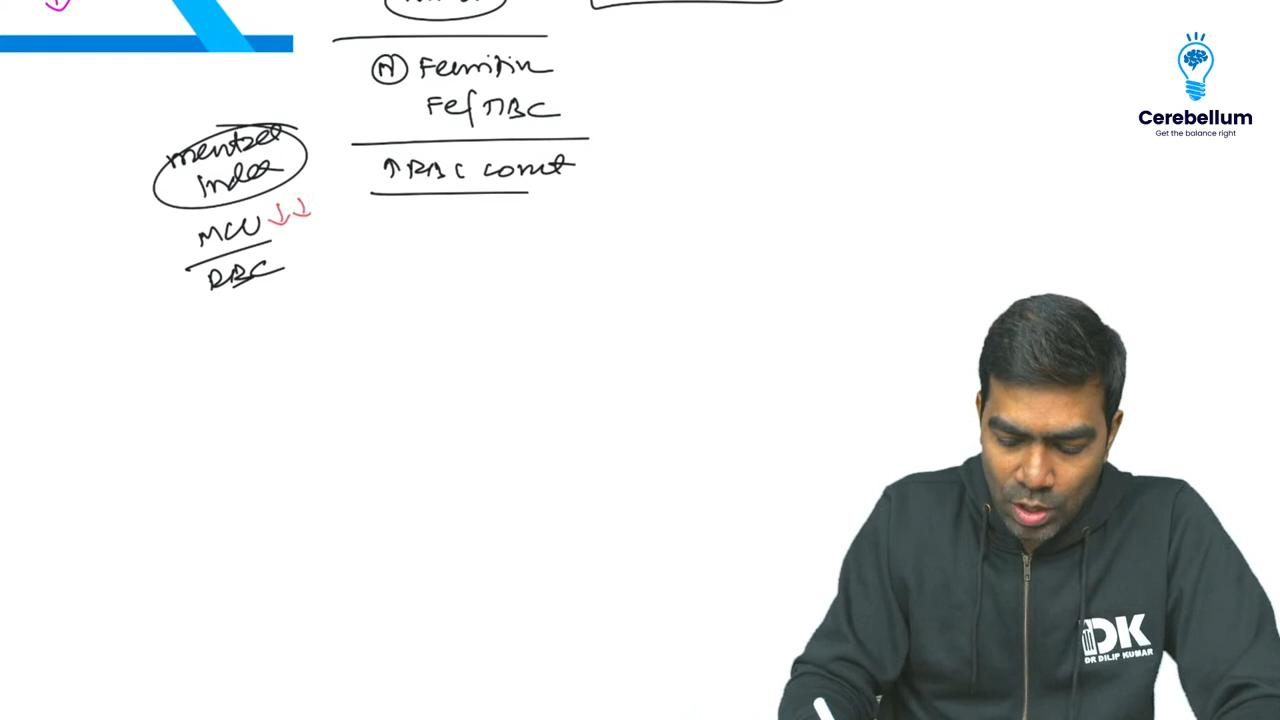 Cerebellum
Get the balance right
(N) Ferritin
Fe/TIBC
↑ RBC count
mentzer
index
MCV ↓↓
RBC
DK
DR DILIP KUMAR